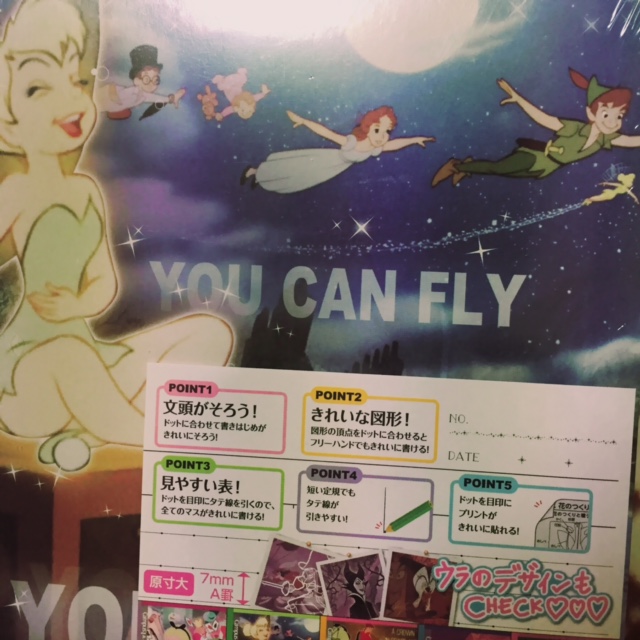 YOU CAN FLY
POINT1
文頭がそろう！
ドットに合わせて書きはじめが
きれいにそろう！
POINT2
きれいな図形！
図形の頂点をドットに合わせると
フリーハンドでもきれいに書ける！
NO.
DATE
POINT3
見やすい表！
ドットを目印にタテ線を引くので、
全てのマスがきれいに書ける！
POINT4
短い定規でも
タテ線が
引きやすい！
POINT5
ドットを目印に
プリントが
きれいに貼れる！
花のつくり
原寸大
7mm
A罫
ウラのデザインも
CHECK♡♡♡
YO